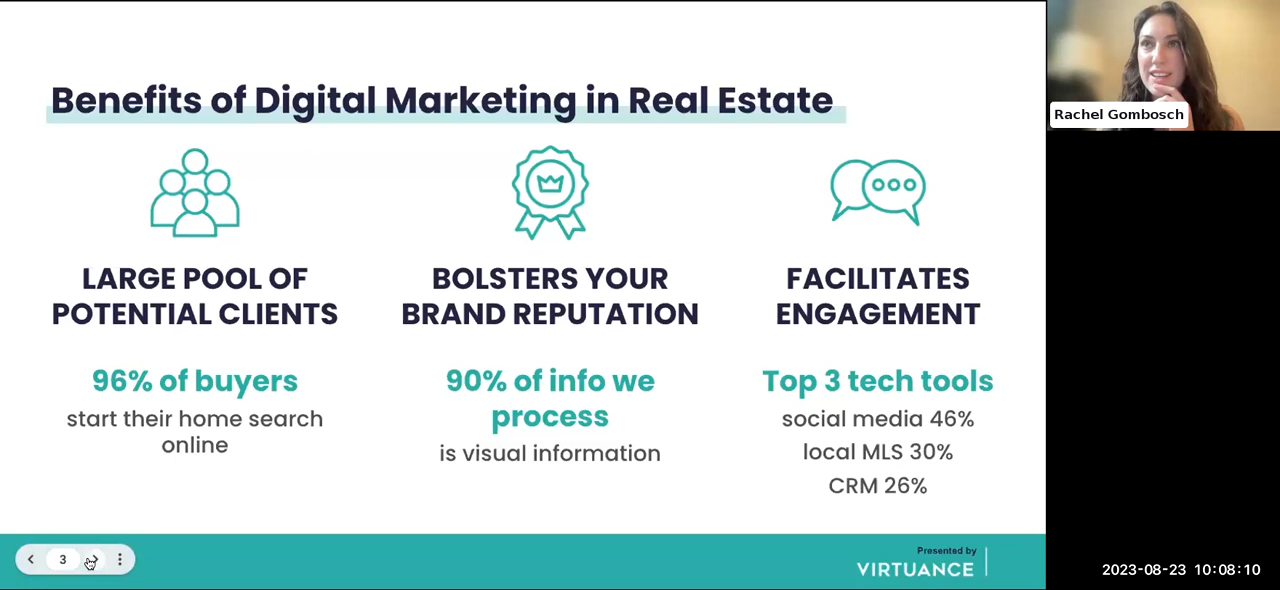 Benefits of Digital Marketing in Real Estate
LARGE POOL OF
POTENTIAL CLIENTS
96% of buyers
start their home search
online
BOLSTERS YOUR
BRAND REPUTATION
90% of info we
process
is visual information
FACILITATES
ENGAGEMENT
Top 3 tech tools
social media 46%
local MLS 30%
CRM 26%
3
Presented by
VIRTUANCE
Rachel Gombosch
2023-08-23 10:08:10